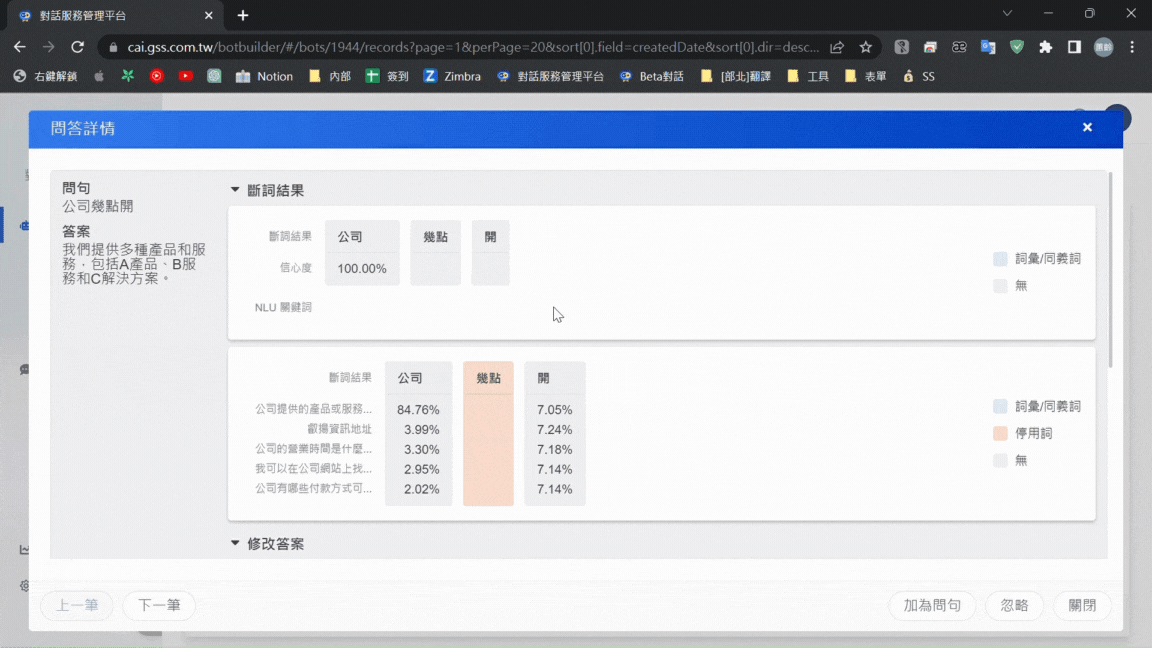 對話服務管理平台
cai.gss.com.tw/botbuilder/#/bots/1944/records?page=1&perPage=20&sort[0].field=createdDate&sort[0].dir=desc...
右鍵解鎖 Notion 內部 簽到 Zimbra 對話服務管理平台 Beta對話 [部北]翻譯 工具 表單 SS
問答詳情
問句
公司幾點開
答案
我們提供多種產品和服
務，包括A產品、B服
務和C解決方案。
斷詞結果
斷詞結果 公司 幾點 開
信心度 100.00%
NLU 關鍵詞
詞彙/同義詞
無
斷詞結果 公司 幾點 開
公司提供的產品或服務... 84.76% 7.05%
叡揚資訊地址 3.99% 7.24%
公司的營業時間是什麼... 3.30% 7.18%
我可以在公司網站上找... 2.95% 7.14%
公司有哪些付款方式可... 2.02% 7.14%
詞彙/同義詞
停用詞
無
修改答案
上一筆 下一筆 加為問句 忽略 關閉